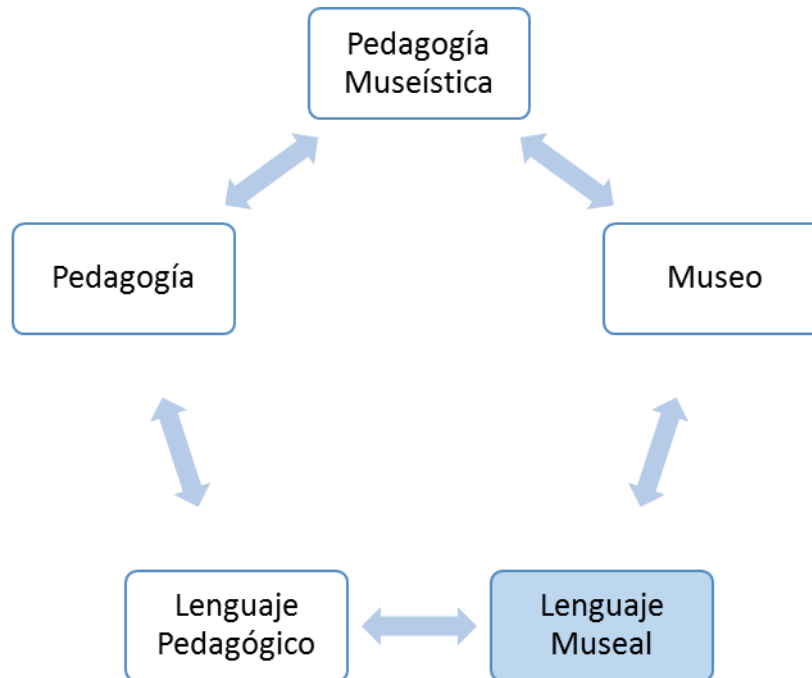 Pedagogía
Museística
Pedagogía
Museo
Lenguaje
Pedagógico
Lenguaje
Museal